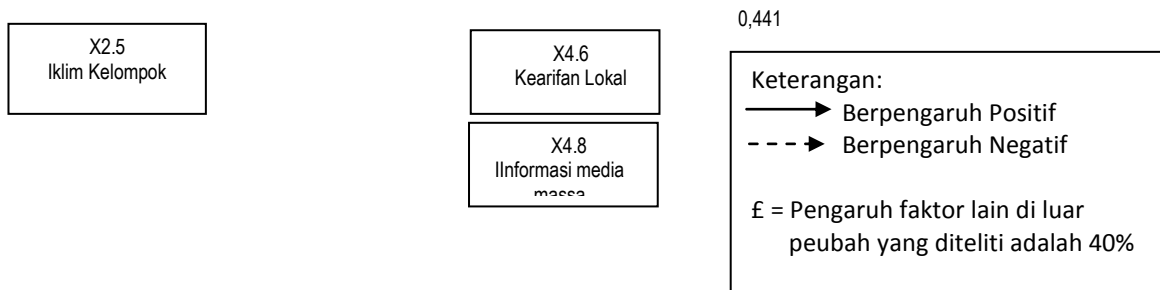 0,441
X2.5
Iklim Kelompok
X4.6
Kearifan Lokal
X4.8
IInformasi media
massa
Keterangan:
Berpengaruh Positif
Berpengaruh Negatif
£ = Pengaruh faktor lain di luar
peubah yang diteliti adalah 40%